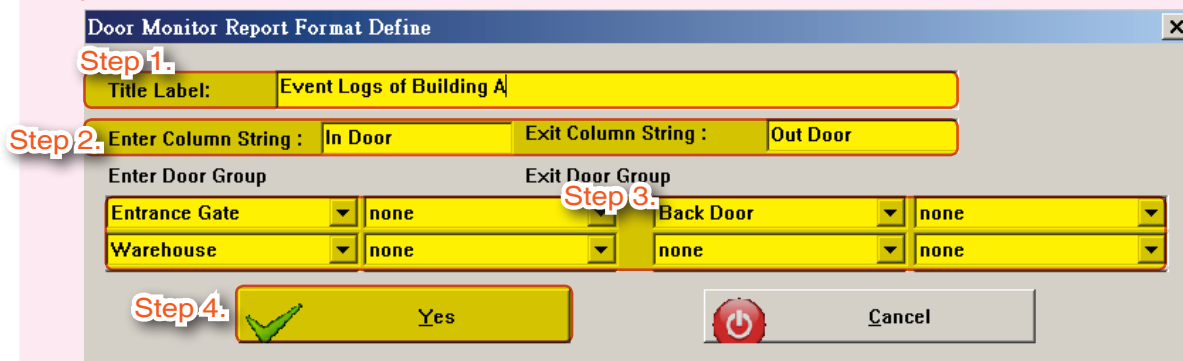 Door Monitor Report Format Define
Step 1.
Title Label: Event Logs of Building A
Step 2. Enter Column String : In Door Exit Column String : Out Door
Enter Door Group Exit Door Group
Step 3.
Entrance Gate none Back Door none
Warehouse none none none
Step 4. Yes Cancel